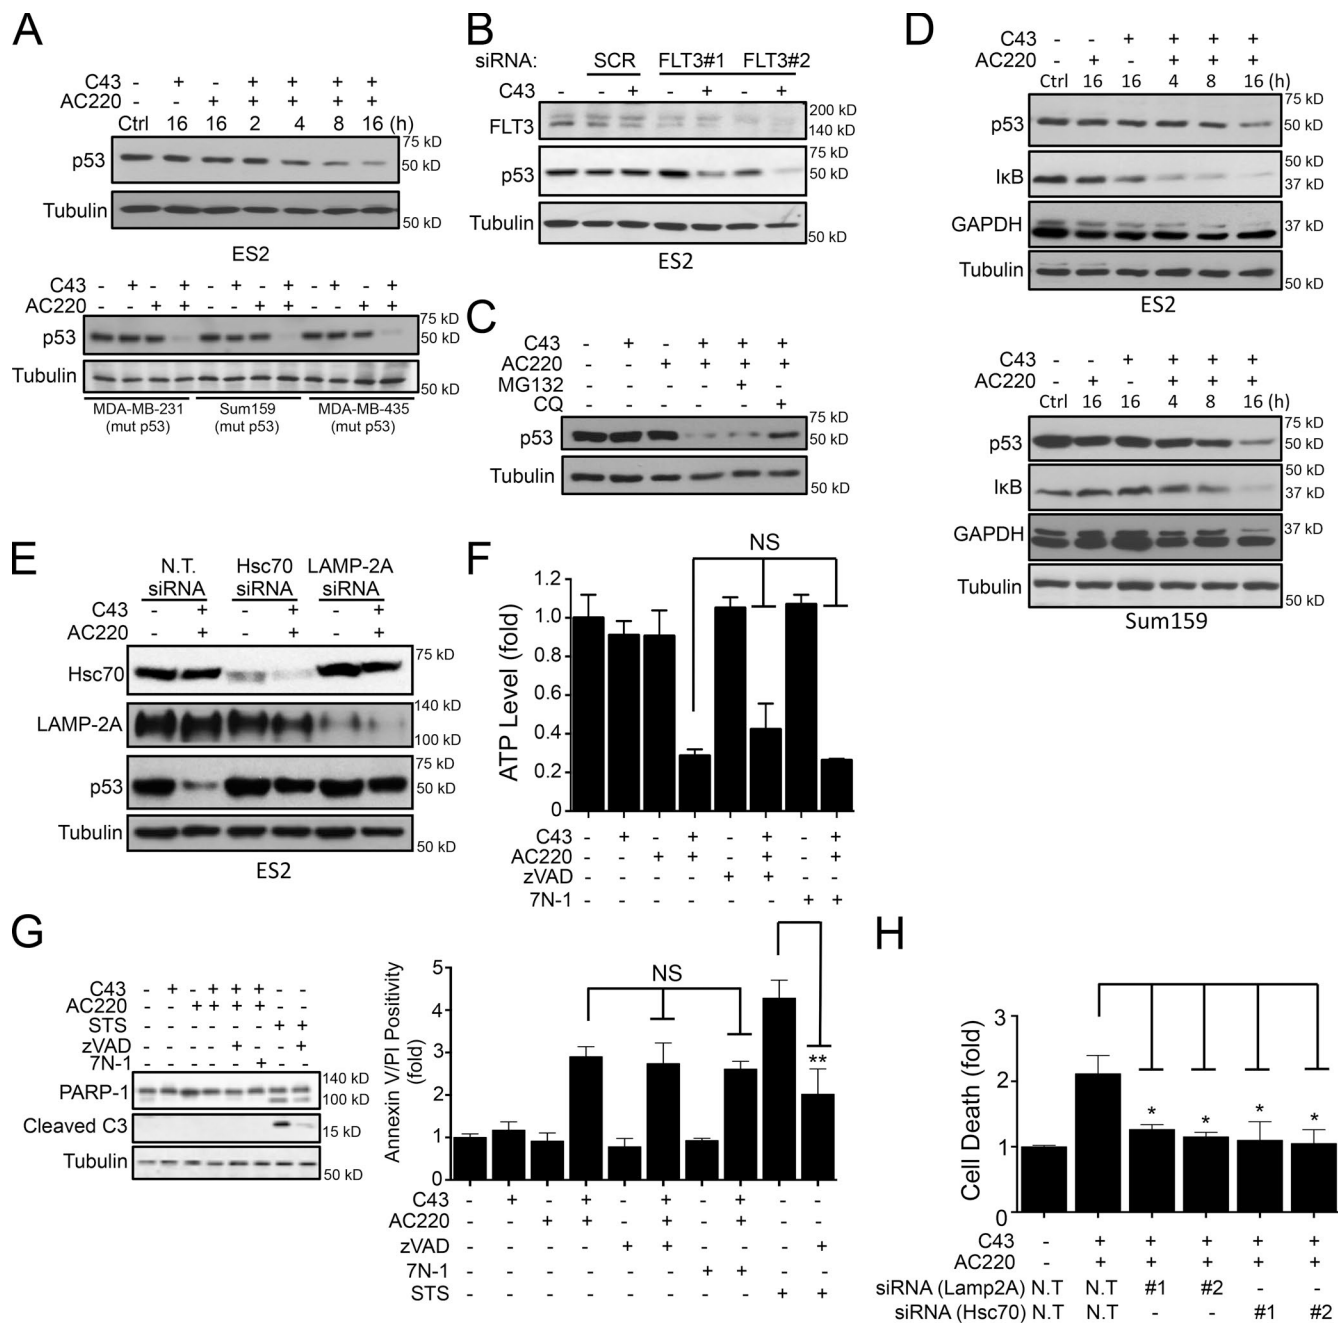 A
C43 - + - + + + +
AC220 - - + + + + +
Ctrl 16 16 2 4 8 16 (h)
75 kD
p53
50 kD
Tubulin
50 kD
ES2
C43 - + - + - + - + - + - +
AC220 - - + + - - + + - - + +
75 kD
p53
50 kD
Tubulin
50 kD
MDA-MB-231 Sum159 MDA-MB-435
(mut p53) (mut p53) (mut p53)
B
siRNA: SCR FLT3#1 FLT3#2
C43 - - + - + - +
200 kD
FLT3
140 kD
75 kD
p53
50 kD
Tubulin
50 kD
ES2
C
C43 - + - + + +
AC220 - - + + + +
MG132 - - - - + -
CQ - - - - - +
75 kD
p53
50 kD
Tubulin
50 kD
D
C43 - - + + + +
AC220 - + - + + +
Ctrl 16 16 4 8 16 (h)
75 kD
p53
50 kD
50 kD
IκB
37 kD
GAPDH
37 kD
Tubulin
50 kD
ES2
C43 - - + + + +
AC220 - + - + + +
Ctrl 16 16 4 8 16 (h)
75 kD
p53
50 kD
50 kD
IκB
37 kD
GAPDH
37 kD
Tubulin
50 kD
Sum159
E
N.T. Hsc70 LAMP-2A
siRNA siRNA siRNA
C43 - + - + - +
AC220 - + - + - +
75 kD
Hsc70
140 kD
LAMP-2A
100 kD
75 kD
p53
50 kD
Tubulin
50 kD
ES2
F
NS
ATP Level (fold)
1.2
1.0
0.8
0.6
0.4
0.2
0
C43 - + - + - + - +
AC220 - - + + - + - +
zVAD - - - - + + - -
7N-1 - - - - - - + +
G
C43 - + - + + + - -
AC220 - - + + + + - -
STS - - - - - - + +
zVAD - - - - + - - +
7N-1 - - - - - + - -
140 kD
PARP-1
100 kD
Cleaved C3
15 kD
Tubulin
50 kD
Annexin V/PI Positivity
(fold)
5
4
3
2
1
0
NS
**
C43 - + - + - + - + - -
AC220 - - + + - + - + - -
zVAD - - - - + + - - - +
7N-1 - - - - - - + + - -
STS - - - - - - - - + +
H
Cell Death (fold)
3
2
1
0
* * * *
C43 - + + + + +
AC220 - + + + + +
siRNA (Lamp2A) N.T N.T #1 #2 - -
siRNA (Hsc70) N.T N.T - - #1 #2